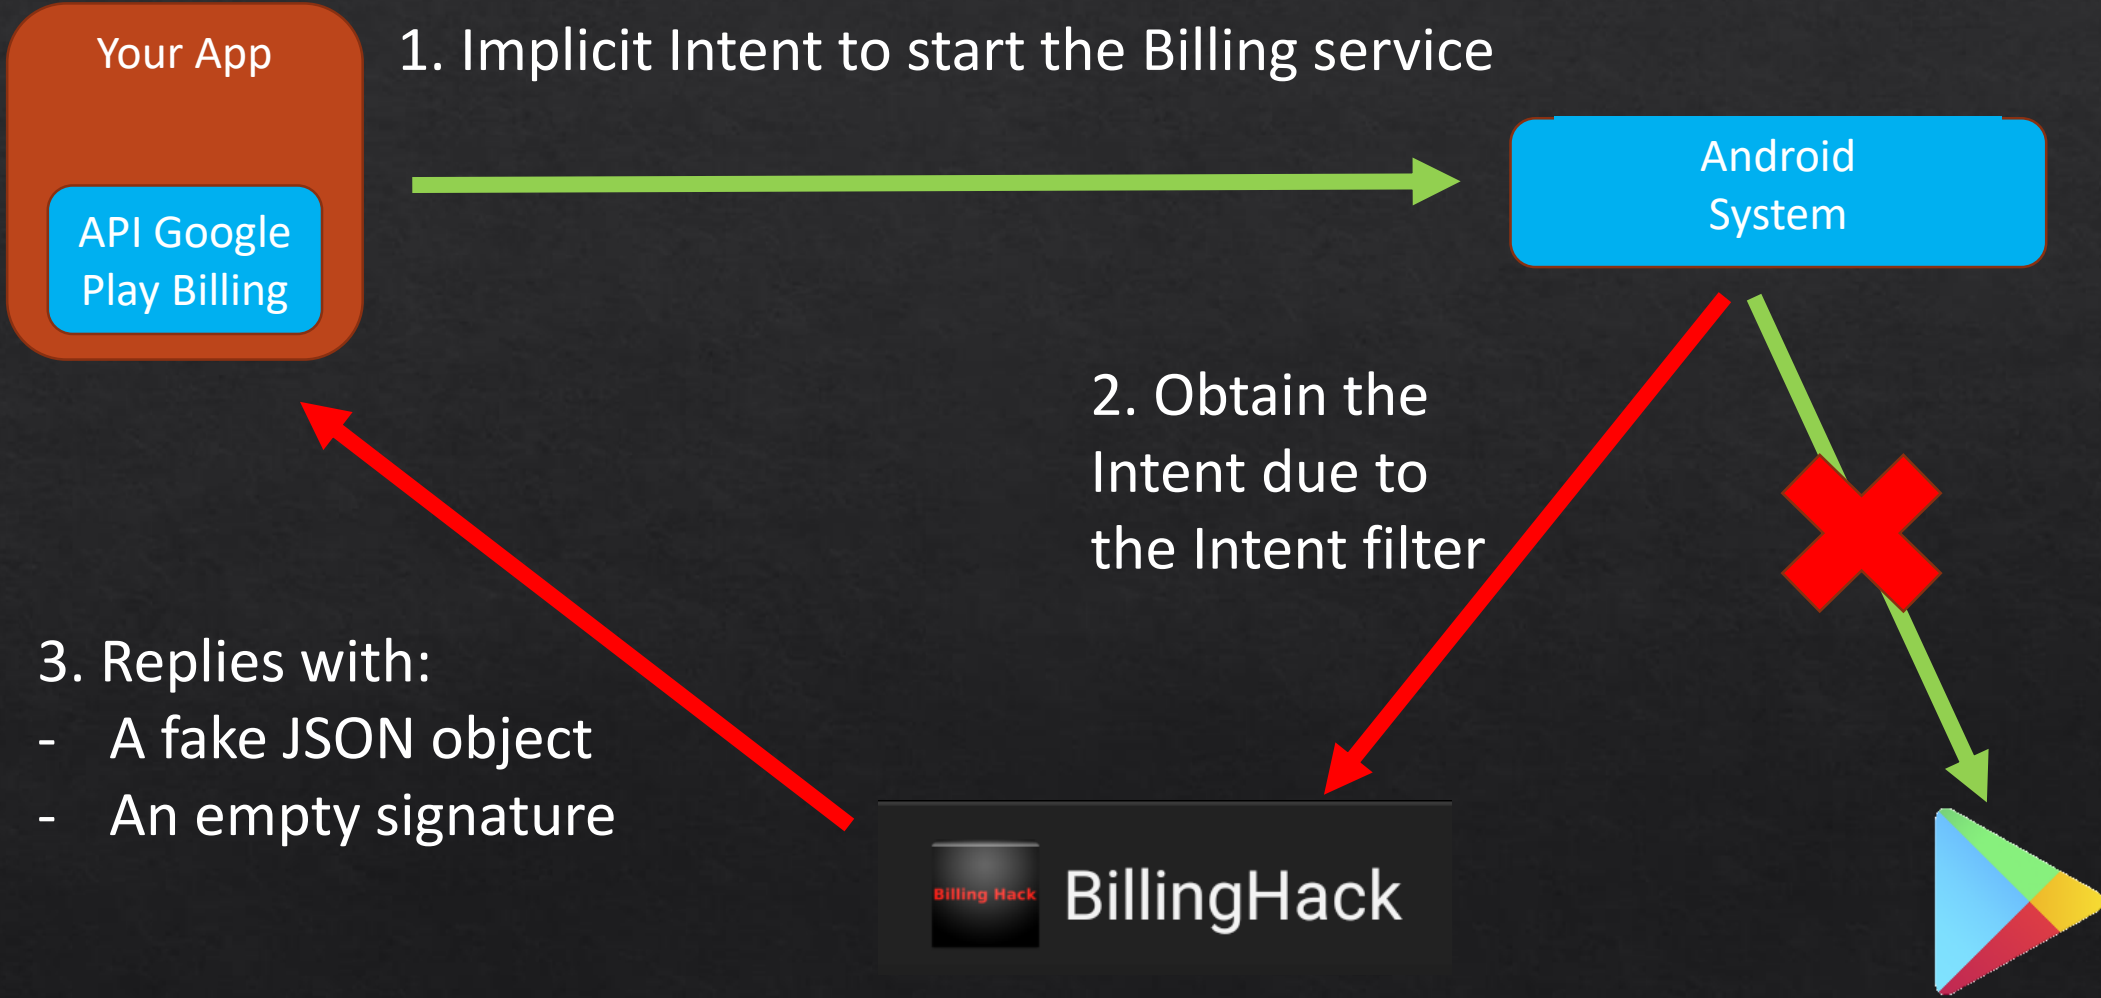 Your App
API Google
Play Billing
1. Implicit Intent to start the Billing service
Android
System
2. Obtain the
Intent due to
the Intent filter
3. Replies with:
- A fake JSON object
- An empty signature
Billing Hack
BillingHack